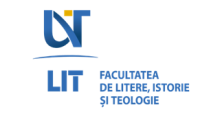 LIT
FACULTATEA
DE LITERE, ISTORIE
ȘI TEOLOGIE